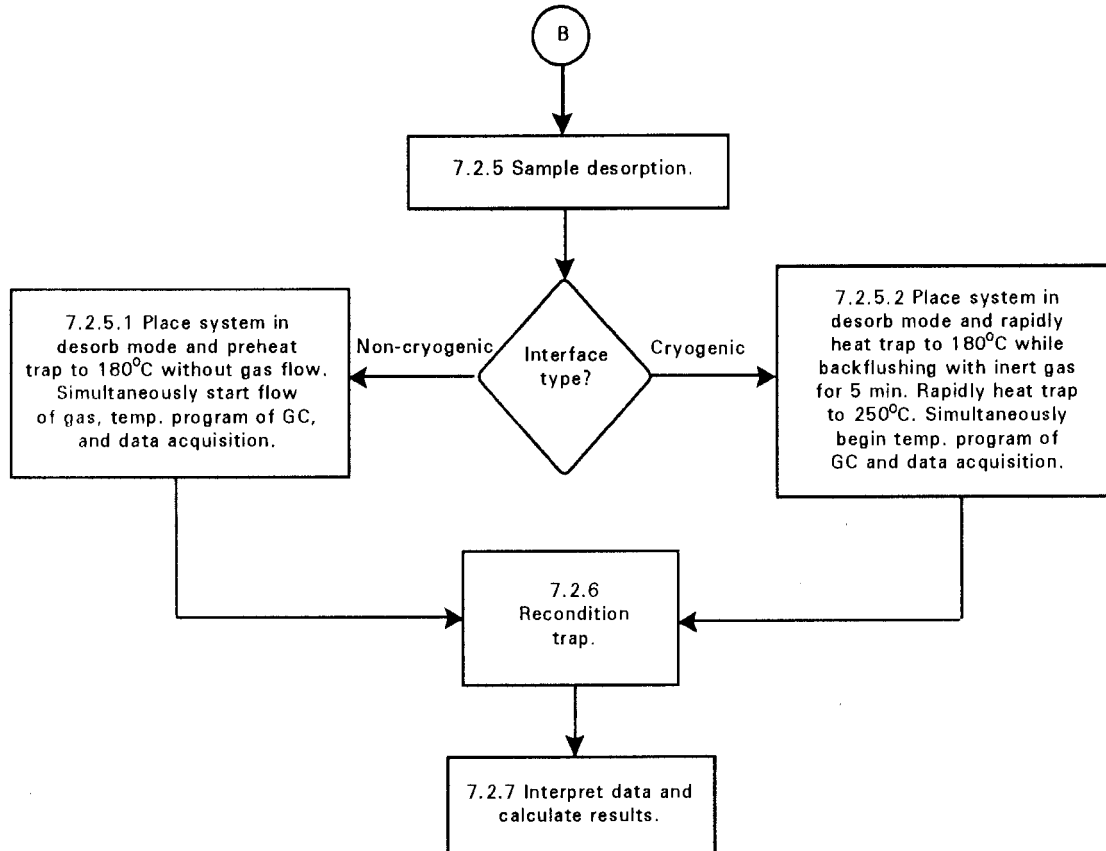 B
7.2.5 Sample desorption.
Interface
type?
Non-cryogenic
Cryogenic
7.2.5.1 Place system in
desorb mode and preheat
trap to 180°C without gas flow.
Simultaneously start flow
of gas, temp. program of GC,
and data acquisition.
7.2.5.2 Place system in
desorb mode and rapidly
heat trap to 180°C while
backflushing with inert gas
for 5 min. Rapidly heat trap
to 250°C. Simultaneously
begin temp. program of
GC and data acquisition.
7.2.6
Recondition
trap.
7.2.7 Interpret data and
calculate results.